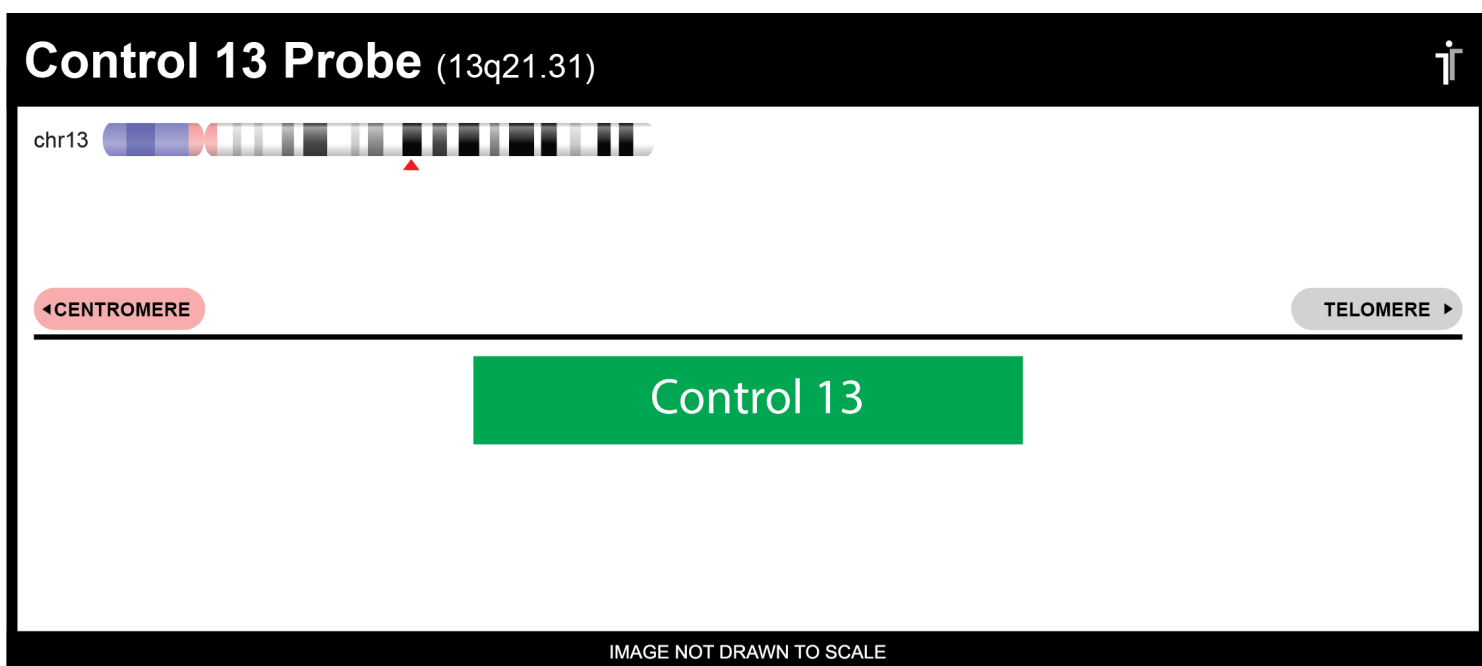 Control 13 Probe (13q21.31)
chr13
CENTROMERE
TELOMERE
Control 13
IMAGE NOT DRAWN TO SCALE